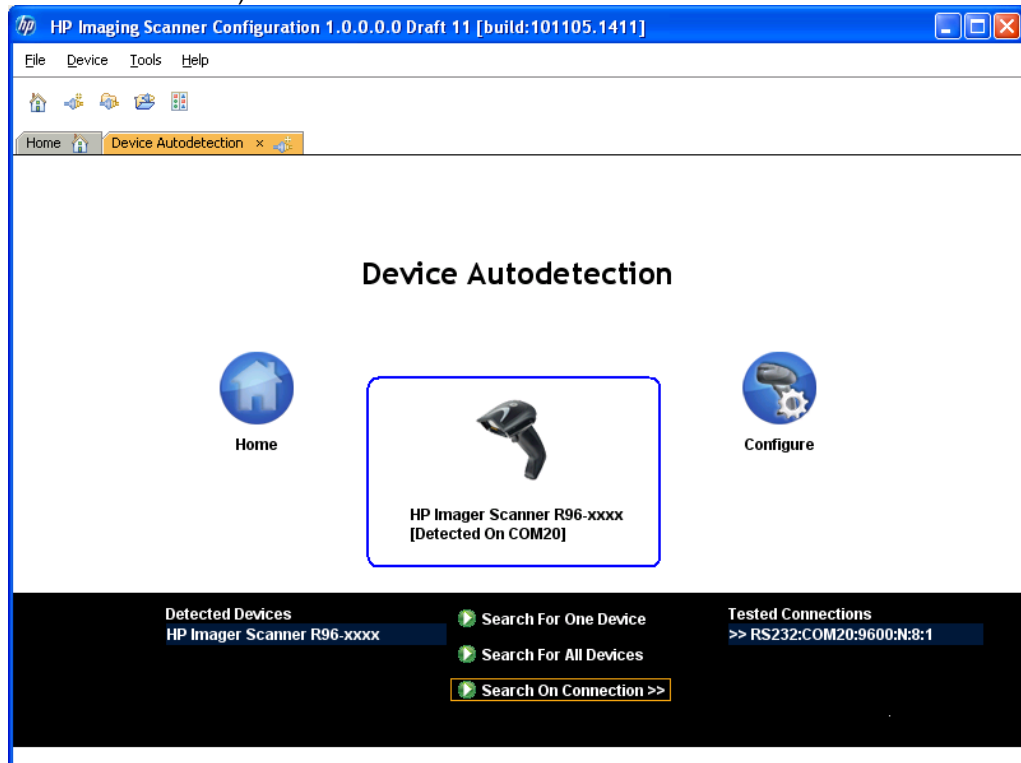 hp HP Imaging Scanner Configuration 1.0.0.0.0 Draft 11 [build:101105.1411]
File Device Tools Help
Home Device Autodetection ×
Device Autodetection
Home
HP Imager Scanner R96-xxxx
[Detected On COM20]
Configure
Detected Devices
HP Imager Scanner R96-xxxx
Search For One Device
Search For All Devices
Search On Connection >>
Tested Connections
>> RS232:COM20:9600:N:8:1